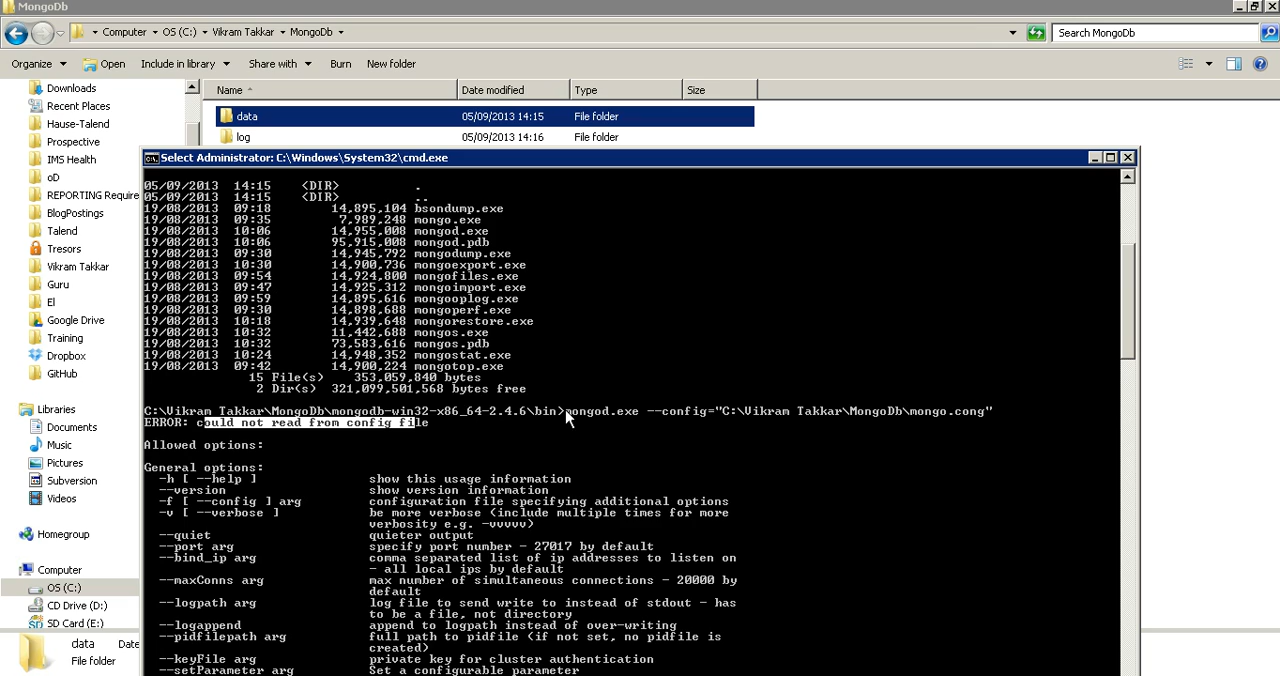 MongoDb
Computer OS (C:) Vikram Takkar MongoDb Search MongoDb
Organize Open Include in library Share with Burn New folder
Downloads
Recent Places
Hause-Talend
Prospective
IMS Health
oD
REPORTING Require
BlogPostings
Talend
Tresors
Vikram Takkar
Guru
El
Google Drive
Training
Dropbox
GitHub
Libraries
Documents
Music
Pictures
Subversion
Videos
Homegroup
Computer
OS (C:)
CD Drive (D:)
SD Card (E:)
Name Date modified Type Size
data 05/09/2013 14:15 File folder
log 05/09/2013 14:16 File folder
Select Administrator: C:\Windows\System32\cmd.exe
05/09/2013 14:15 <DIR> .
05/09/2013 14:15 <DIR> ..
19/08/2013 09:18 14,895,104 bsondump.exe
19/08/2013 09:35 7,989,248 mongo.exe
19/08/2013 10:06 14,955,008 mongod.exe
19/08/2013 10:06 95,915,008 mongod.pdb
19/08/2013 09:30 14,945,792 mongodump.exe
19/08/2013 10:30 14,900,736 mongoexport.exe
19/08/2013 09:54 14,924,800 mongofiles.exe
19/08/2013 09:47 14,925,312 mongoimport.exe
19/08/2013 09:59 14,895,616 mongooplog.exe
19/08/2013 09:30 14,898,688 mongoperf.exe
19/08/2013 10:18 14,939,648 mongorestore.exe
19/08/2013 10:32 11,442,688 mongos.exe
19/08/2013 10:32 73,583,616 mongos.pdb
19/08/2013 10:24 14,948,352 mongostat.exe
19/08/2013 09:42 14,900,224 mongotop.exe
15 File(s) 353,059,840 bytes
2 Dir(s) 321,099,501,568 bytes free
C:\Vikram Takkar\MongoDb\mongodb-win32-x86_64-2.4.6\bin>mongod.exe --config="C:\Vikram Takkar\MongoDb\mongo.cong"
ERROR: could not read from config file
Allowed options:
General options:
-h [ --help ] show this usage information
--version show version information
-f [ --config ] arg configuration file specifying additional options
-v [ --verbose ] be more verbose (include multiple times for more
verbosity e.g. -vvvvv)
--quiet quieter output
--port arg specify port number - 27017 by default
--bind_ip arg comma separated list of ip addresses to listen on
- all local ips by default
--maxConns arg max number of simultaneous connections - 20000 by
default
--logpath arg log file to send write to instead of stdout - has
to be a file, not directory
--logappend append to logpath instead of over-writing
--pidfilepath arg full path to pidfile (if not set, no pidfile is
created)
--keyFile arg private key for cluster authentication
--setParameter arg Set a configurable parameter
data Date
File folder